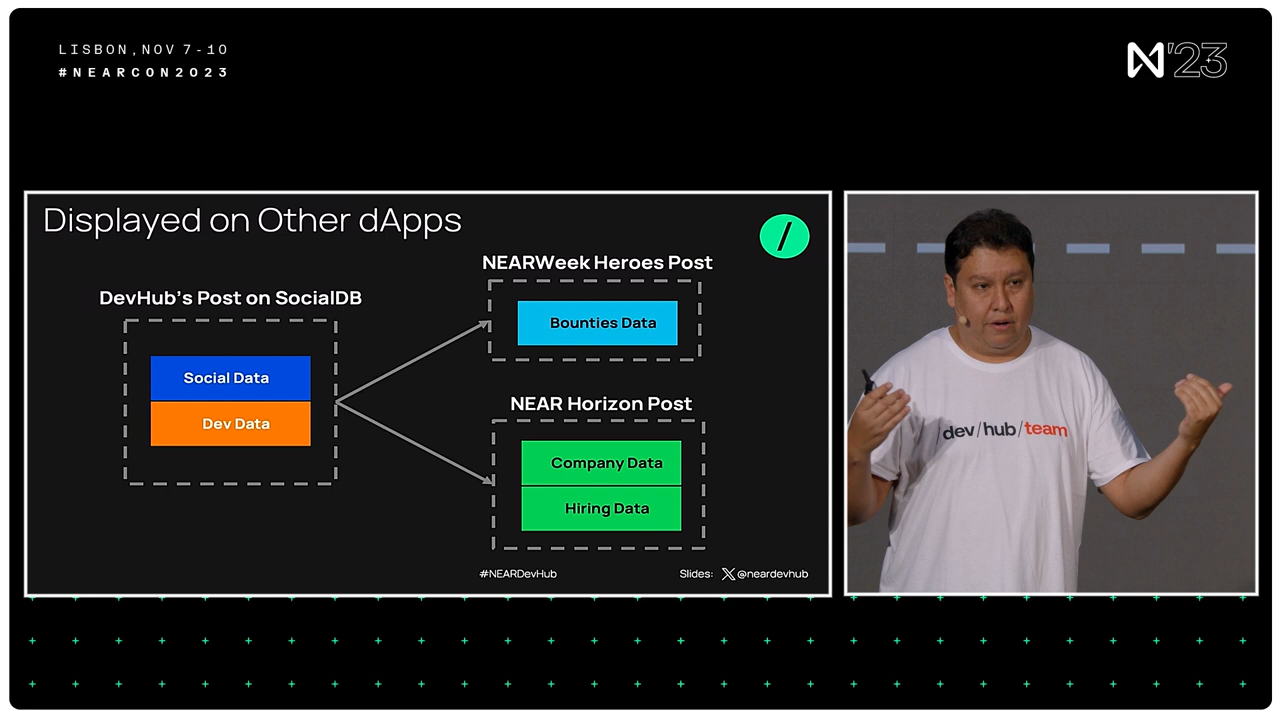 LISBON, NOV 7-10
#NEARCON2023
N'23
Displayed on Other dApps
/
NEARWeek Heroes Post
DevHub's Post on SocialDB
Bounties Data
Social Data
Dev Data
NEAR Horizon Post
Company Data
Hiring Data
#NEARDevHub
Slides: X @neardevhub
dev/hub/team